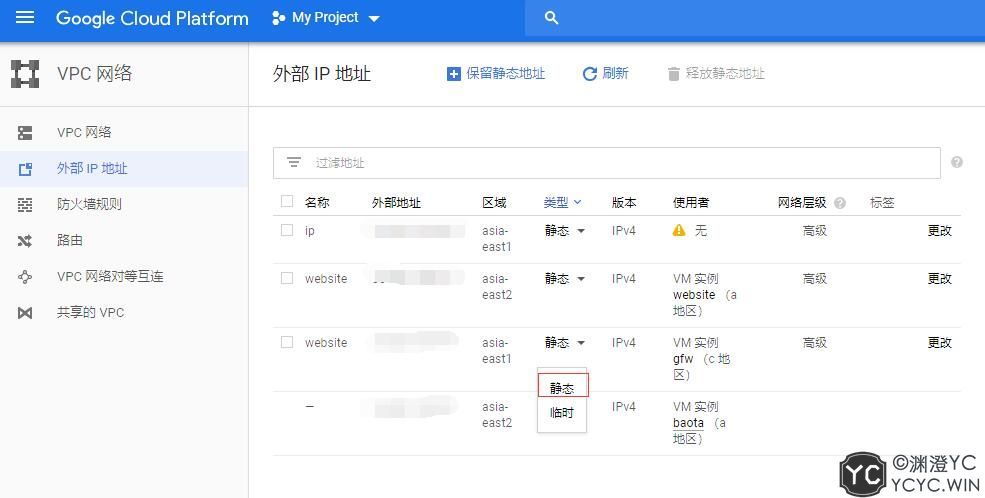 Google Cloud Platform My Project
VPC 网络
外部 IP 地址 保留静态地址 刷新 释放静态地址
VPC 网络
外部 IP 地址
防火墙规则
路由
VPC 网络对等互连
共享的 VPC
过滤地址
名称 外部地址 区域 类型 版本 使用者 网络层级 标签
ip asia- 静态 IPv4 无 高级 更改
east1
website asia- 静态 IPv4 VM 实例 高级 更改
east2 website （a
地区）
website asia- 静态 IPv4 VM 实例 高级 更改
east1 gfw （c 地
区）
静态
临时
– asia- IPv4 VM 实例
east2 baota （a
地区）
YC ©渊澄YC
YCYC.WIN